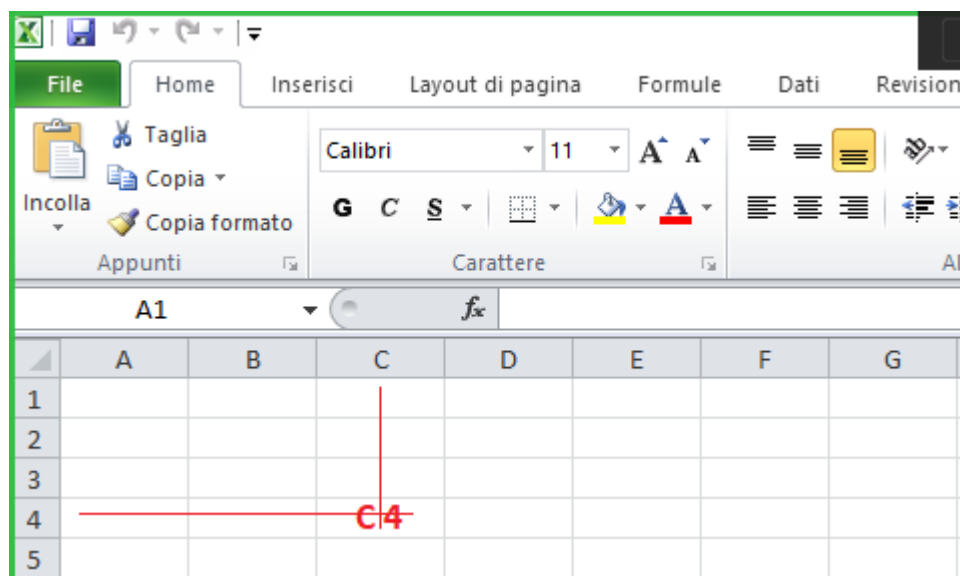 File Home Inserisci Layout di pagina Formule Dati Revision
Taglia
Copia
Copia formato
Incolla
Appunti
Calibri 11 A A
G C S A
Carattere
Al
A1 fx
A B C D E F G
1
2
3
4 C4
5